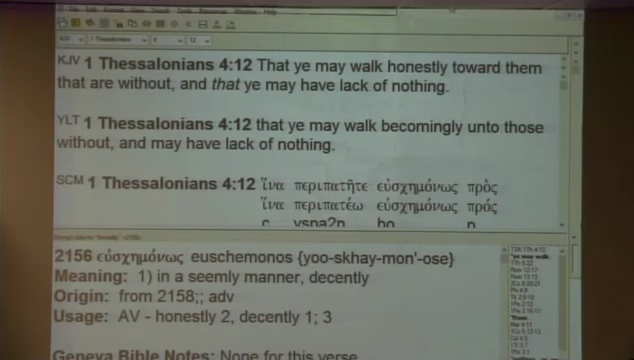 KJV 1 Thessalonians 4:12 That ye may walk honestly toward them
that are without, and that ye may have lack of nothing.
YLT 1 Thessalonians 4:12 that ye may walk becomingly unto those
without, and may have lack of nothing.
SCM 1 Thessalonians 4:12 ἵνα περιπατῆτε εὐσχημόνως πρὸς
ἵνα περιπατέω εὐσχημόνως πρός
c vspa2p bo p
2156 εὐσχημόνως euschemonos {yoo-skhay-mon'-ose}
Meaning: 1) in a seemly manner, decently
Origin: from 2158;; adv
Usage: AV - honestly 2, decently 1; 3
Geneva Bible Notes: None for this verse